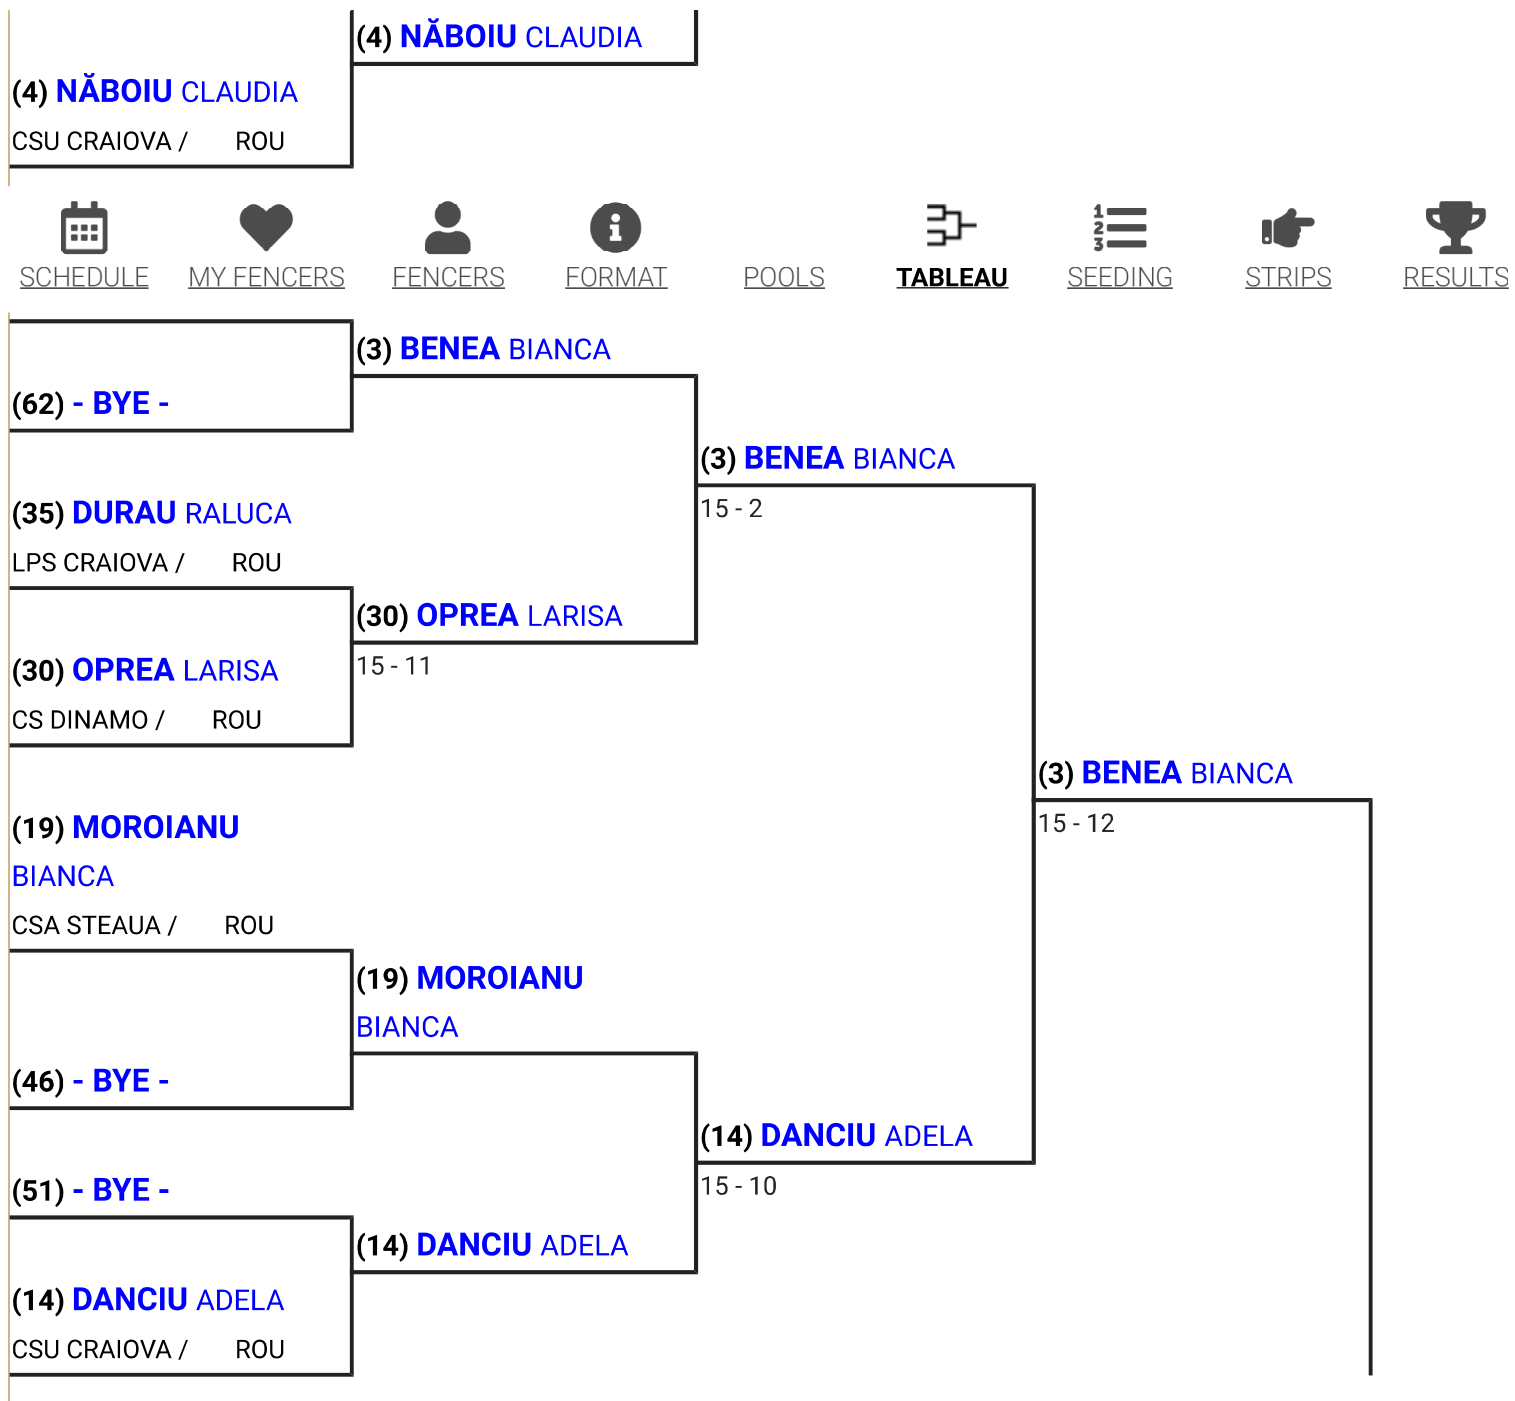 (4) NĂBOIU CLAUDIA
(4) NĂBOIU CLAUDIA
CSU CRAIOVA / ROU
SCHEDULE MY FENCERS FENCERS FORMAT POOLS TABLEAU SEEDING STRIPS RESULTS
(3) BENEA BIANCA
(62) - BYE -
(3) BENEA BIANCA
15 - 2
(35) DURAU RALUCA
LPS CRAIOVA / ROU
(30) OPREA LARISA
15 - 11
(30) OPREA LARISA
CS DINAMO / ROU
(3) BENEA BIANCA
15 - 12
(19) MOROIANU
BIANCA
CSA STEAUA / ROU
(19) MOROIANU
BIANCA
(46) - BYE -
(14) DANCIU ADELA
15 - 10
(51) - BYE -
(14) DANCIU ADELA
(14) DANCIU ADELA
CSU CRAIOVA / ROU